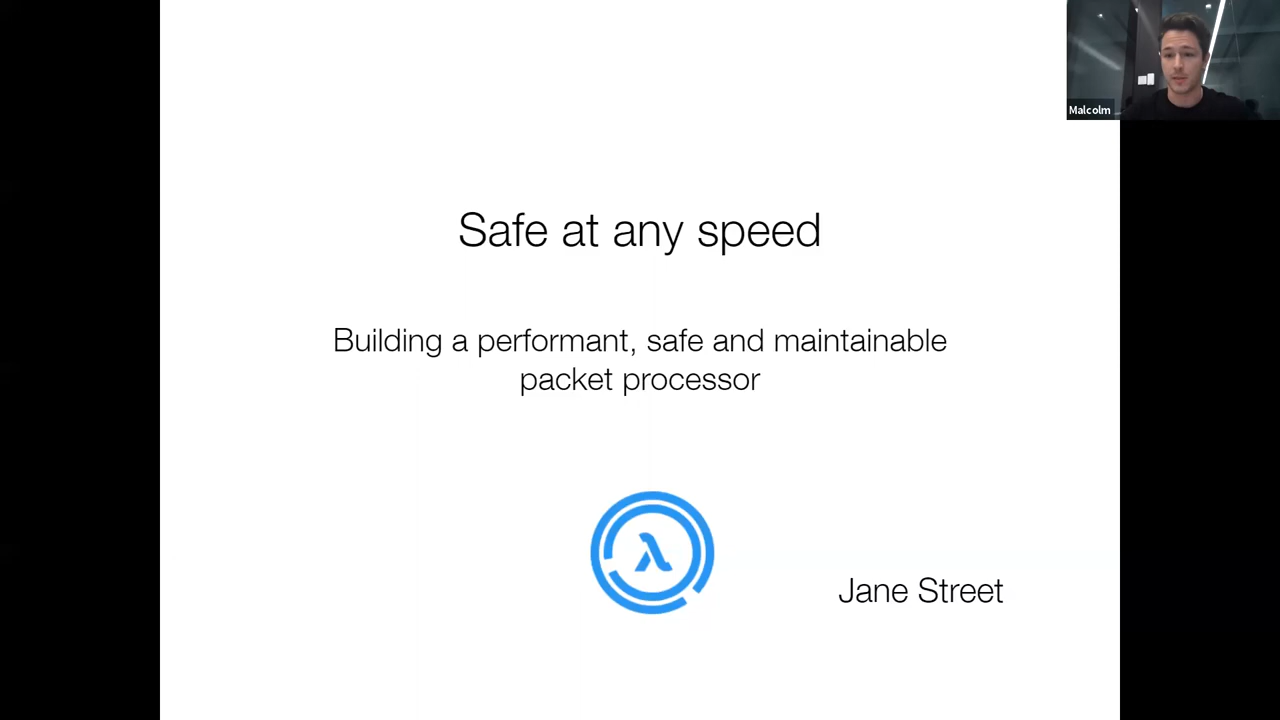 Malcolm
Safe at any speed
Building a performant, safe and maintainable
packet processor
λ
Jane Street